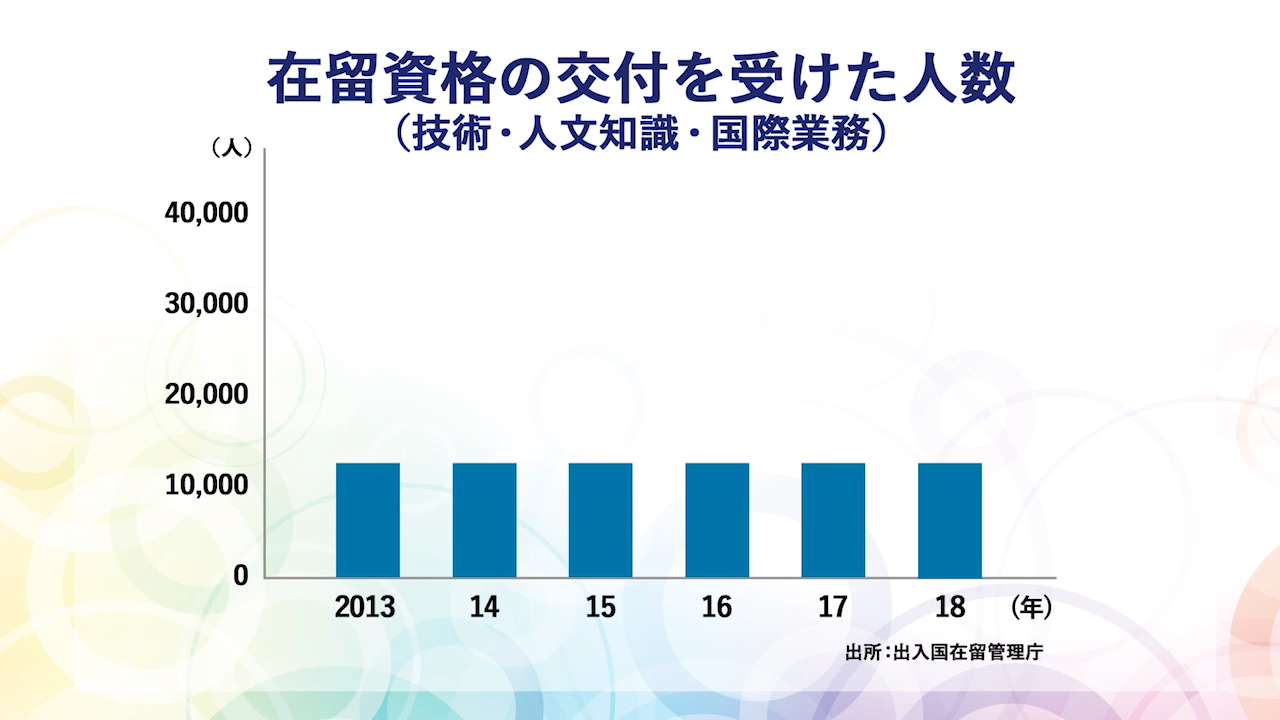 在留資格の交付を受けた人数
（技術・人文知識・国際業務）
（人）
40,000
30,000
20,000
10,000
0
2013 14 15 16 17 18 （年）
出所：出入国在留管理庁